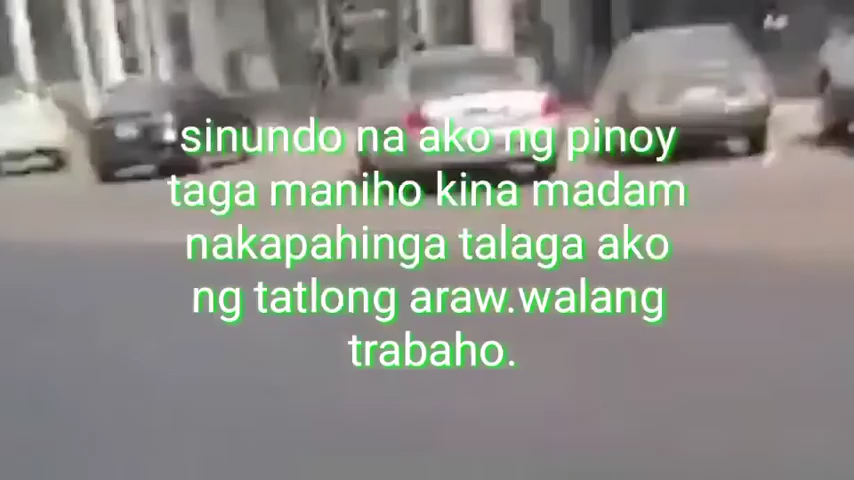 sinundo na ako ng pinoy
taga maniho kina madam
nakapahinga talaga ako
ng tatlong araw.walang
trabaho.